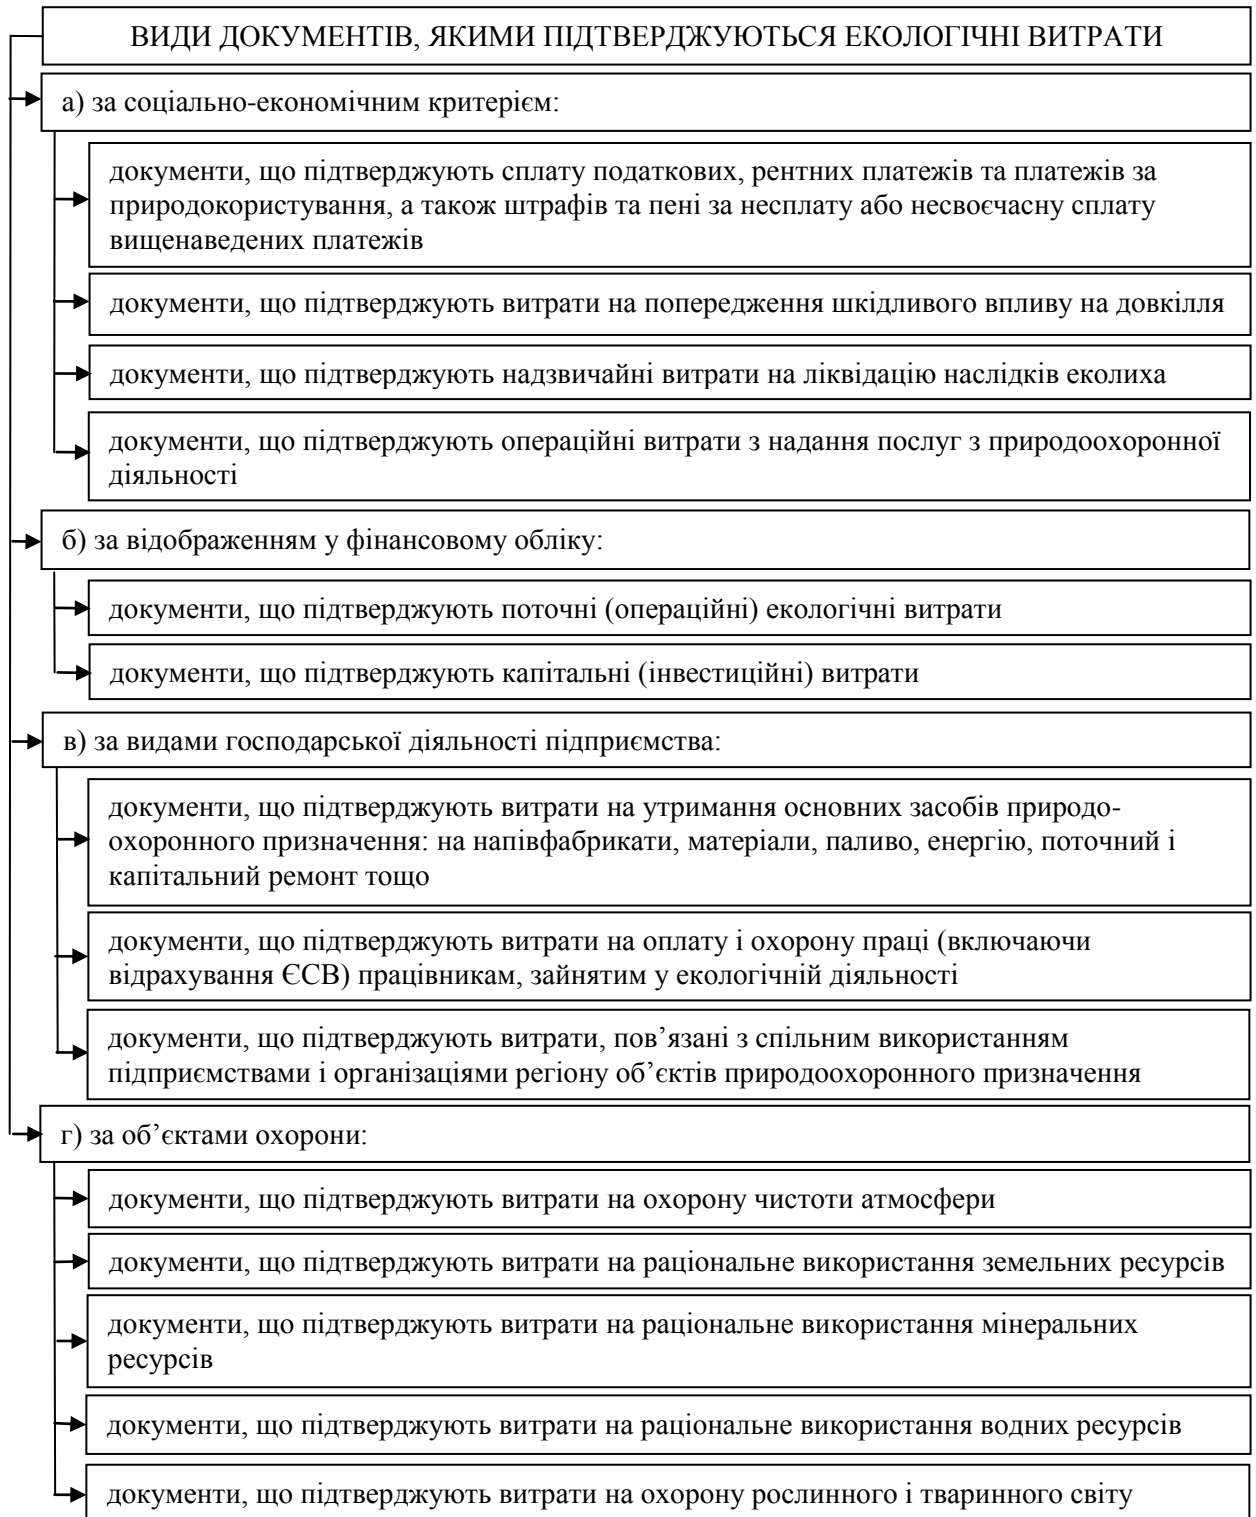 ВИДИ ДОКУМЕНТІВ, ЯКИМИ ПІДТВЕРДЖУЮТЬСЯ ЕКОЛОГІЧНІ ВИТРАТИ
а) за соціально-економічним критерієм:
документи, що підтверджують сплату податкових, рентних платежів та платежів за
природокористування, а також штрафів та пені за несплату або несвоєчасну сплату
вищенаведених платежів
документи, що підтверджують витрати на попередження шкідливого впливу на довкілля
документи, що підтверджують надзвичайні витрати на ліквідацію наслідків еколиха
документи, що підтверджують операційні витрати з надання послуг з природоохоронної
діяльності
б) за відображенням у фінансовому обліку:
документи, що підтверджують поточні (операційні) екологічні витрати
документи, що підтверджують капітальні (інвестиційні) витрати
в) за видами господарської діяльності підприємства:
документи, що підтверджують витрати на утримання основних засобів природо-
охоронного призначення: на напівфабрикати, матеріали, паливо, енергію, поточний і
капітальний ремонт тощо
документи, що підтверджують витрати на оплату і охорону праці (включаючи
відрахування ЄСВ) працівникам, зайнятим у екологічній діяльності
документи, що підтверджують витрати, пов’язані з спільним використанням
підприємствами і організаціями регіону об’єктів природоохоронного призначення
г) за об’єктами охорони:
документи, що підтверджують витрати на охорону чистоти атмосфери
документи, що підтверджують витрати на раціональне використання земельних ресурсів
документи, що підтверджують витрати на раціональне використання мінеральних
ресурсів
документи, що підтверджують витрати на раціональне використання водних ресурсів
документи, що підтверджують витрати на охорону рослинного і тваринного світу